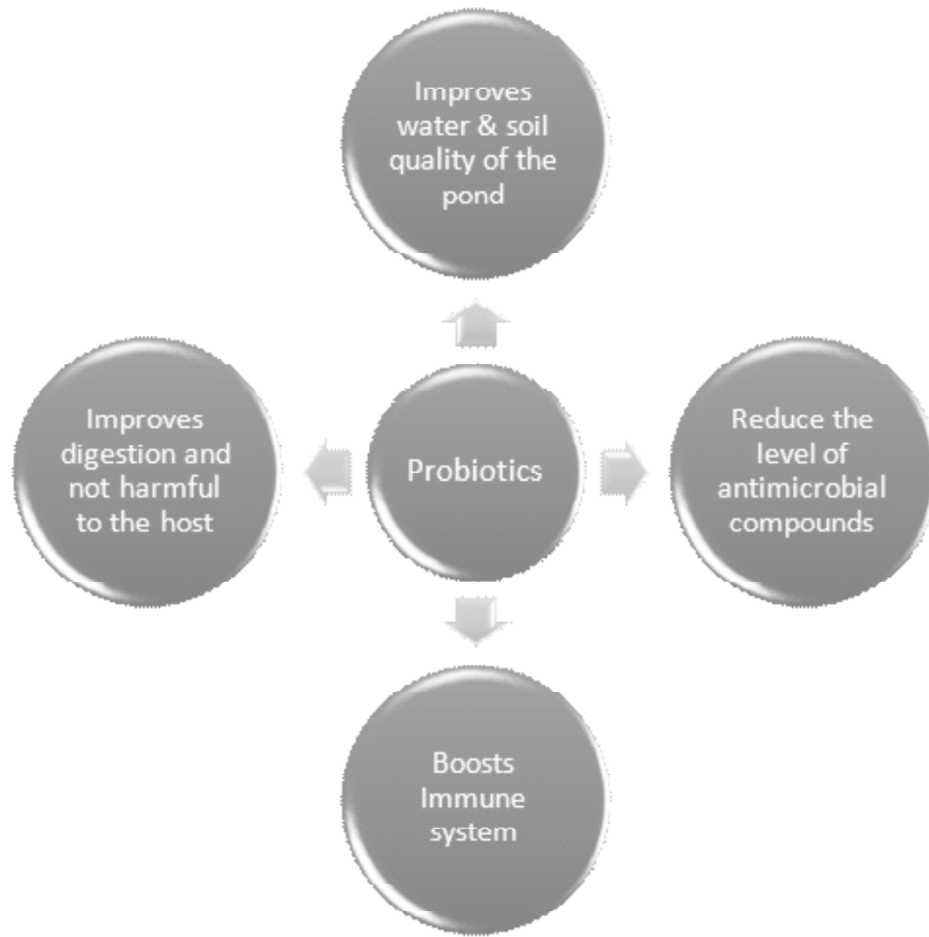 Improves
water & soil
quality of the
pond
Improves
digestion and
not harmful
to the host
Probiotics
Reduce the
level of
antimicrobial
compounds
Boosts
Immune
system